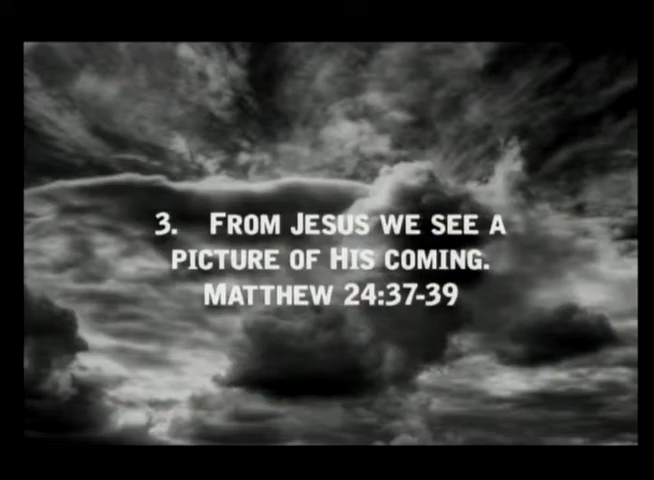 3. From Jesus we see a
picture of His coming.
Matthew 24:37-39